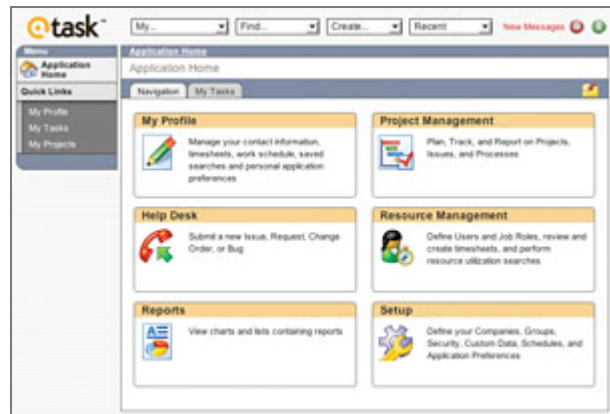 @task
My...
Find...
Create...
Recent
New Messages
Menu
Application Home
Application
Home
Application Home
Quick Links
Navigation
My Tasks
My Profile
My Tasks
My Projects
My Profile
Manage your contact information,
timesheets, work schedule, saved
searches and personal application
preferences
Project Management
Plan, Track, and Report on Projects,
Issues, and Processes
Help Desk
Submit a new Issue, Request, Change
Order, or Bug
Resource Management
Define Users and Job Roles, review and
create timesheets, and perform
resource utilization searches
Reports
View charts and lists containing reports
Setup
Define your Companies, Groups,
Security, Custom Data, Schedules, and
Application Preferences